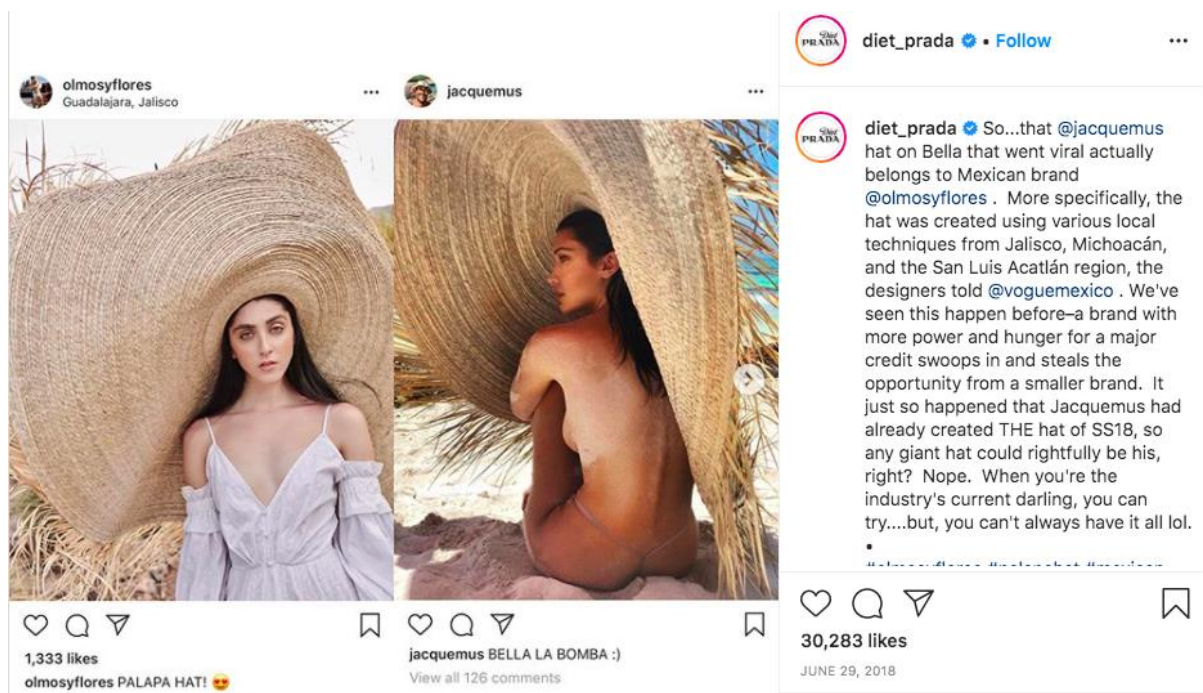 olmosyflores
Guadalajara, Jalisco
1,333 likes
olmosyflores PALAPA HAT! 😍
jacquemus
jacquemus BELLA LA BOMBA :)
View all 126 comments
Diet
PRADA
diet_prada • Follow
Diet
PRADA
diet_prada So...that @jacquemus
hat on Bella that went viral actually
belongs to Mexican brand
@olmosyflores . More specifically, the
hat was created using various local
techniques from Jalisco, Michoacán,
and the San Luis Acatlán region, the
designers told @voguemexico . We've
seen this happen before–a brand with
more power and hunger for a major
credit swoops in and steals the
opportunity from a smaller brand. It
just so happened that Jacquemus had
already created THE hat of SS18, so
any giant hat could rightfully be his,
right? Nope. When you're the
industry's current darling, you can
try....but, you can't always have it all lol.
•
30,283 likes
JUNE 29, 2018